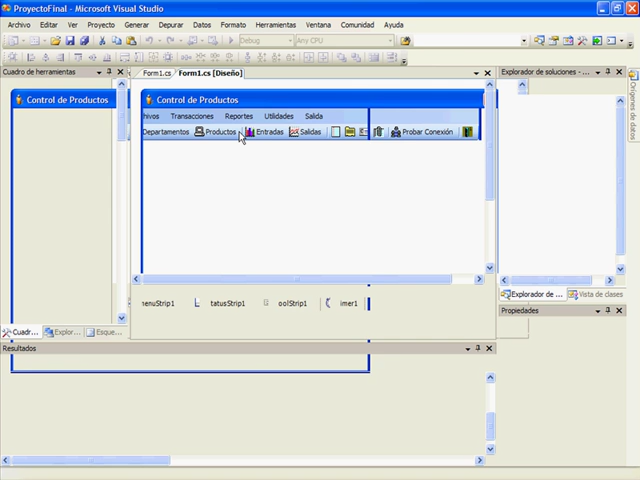 ProyectoFinal - Microsoft Visual Studio
Archivo Editar Ver Proyecto Generar Depurar Datos Formato Herramientas Ventana Comunidad Ayuda
Debug Any CPU
Cuadro de herramientas
Form1.cs Form1.cs [Diseño]
Explorador de soluciones -
Orígenes de datos
Control de Productos
Control de Productos
hivos Transacciones Reportes Utilidades Salida
Departamentos Productos Entradas Salidas Probar Conexión
enuStrip1 tatusStrip1 oolStrip1 imer1
Explorador de ... Vista de clases
Propiedades
Cuadr... Explor... Esque...
Resultados